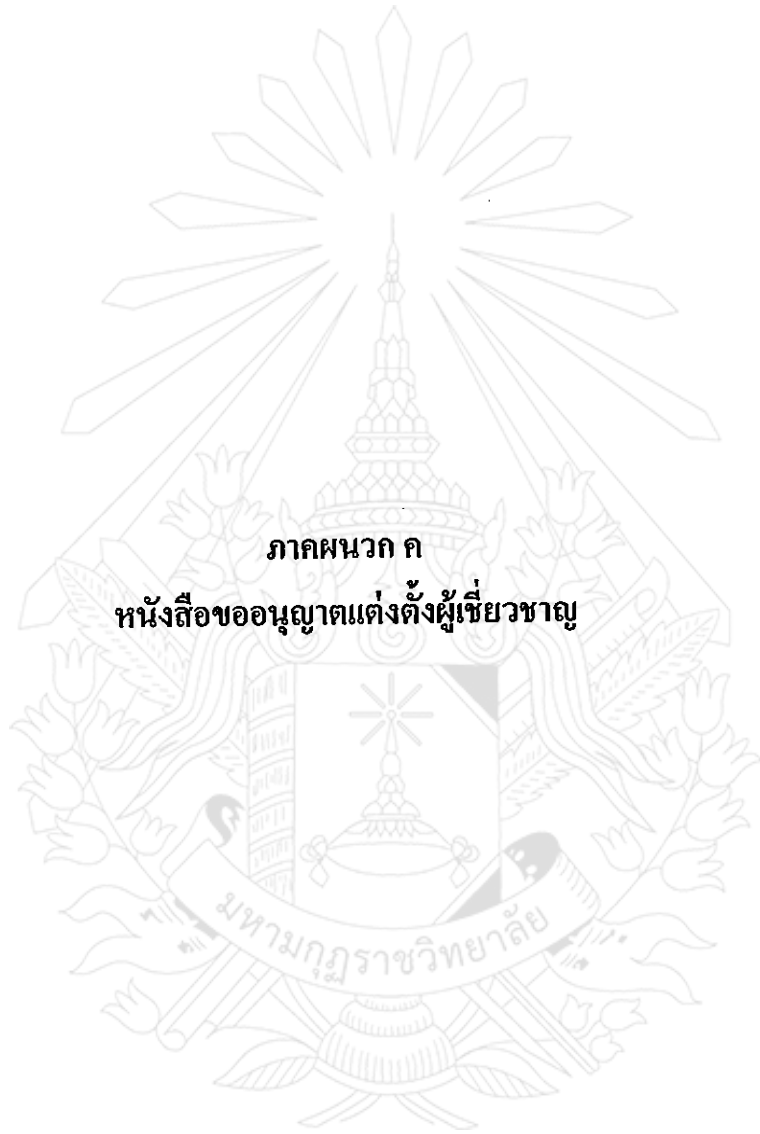 ภาคผนวก ค
หนังสือขออนุญาตแต่งตั้งผู้เชี่ยวชาญ
มหามกุฏราชวิทยาลัย